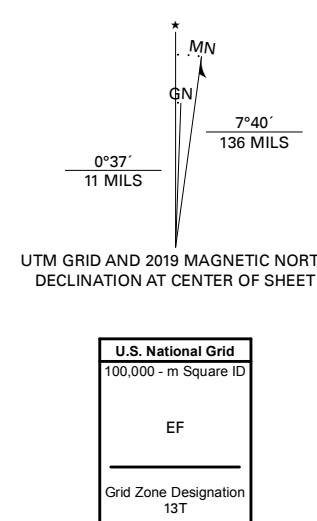 ★
MN
GN
7°40´
136 MILS
0°37´
11 MILS
UTM GRID AND 2019 MAGNETIC NORT
DECLINATION AT CENTER OF SHEET
U.S. National Grid
100,000 - m Square ID
EF
Grid Zone Designation
13T